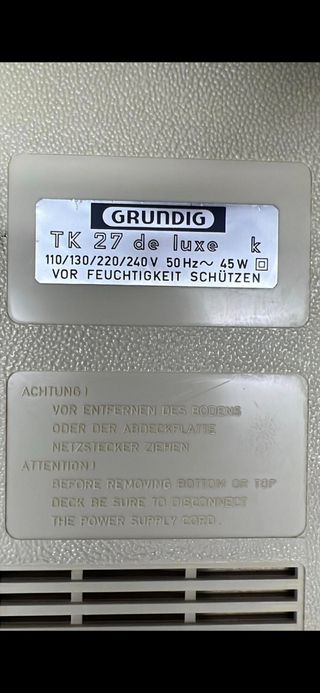 GRUNDIG
TK 27 de luxe k
110/130/220/240 V 50 Hz~ 45 W
VOR FEUCHTIGKEIT SCHÜTZEN
ACHTUNG!
VOR ENTFERNEN DES BODENS
ODER DER ABDECKPLATTE
NETZSTECKER ZIEHEN
ATTENTION!
BEFORE REMOVING BOTTOM OR TOP
DECK BE SURE TO DISCONNECT
THE POWER SUPPLY CORD.